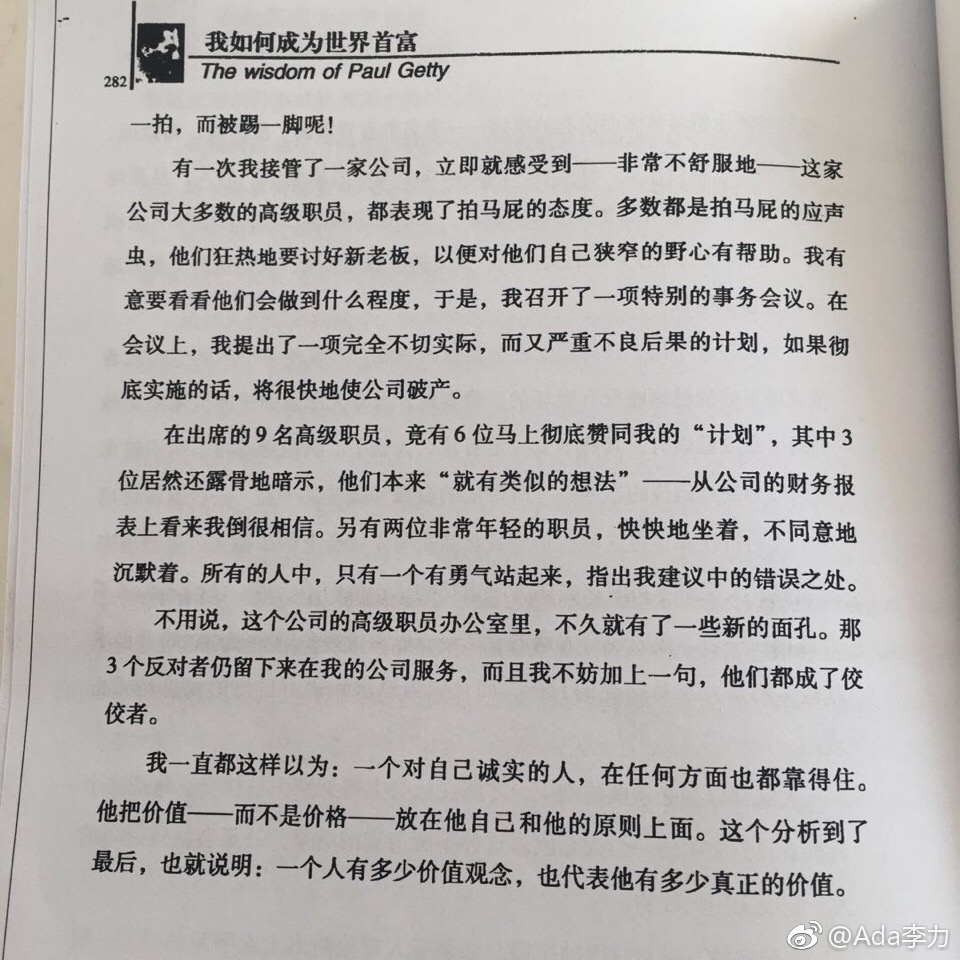 我如何成为世界首富
282
The wisdom of Paul Getty
一拍，而被踢一脚呢！
有一次我接管了一家公司，立即就感受到——非常不舒服地——这家
公司大多数的高级职员，都表现了拍马屁的态度。多数都是拍马屁的应声
虫，他们狂热地要讨好新老板，以便对他们自己狭窄的野心有帮助。我有
意要看看他们会做到什么程度，于是，我召开了一项特别的事务会议。在
会议上，我提出了一项完全不切实际，而又严重不良后果的计划，如果彻
底实施的话，将很快地使公司破产。
在出席的9名高级职员，竟有6位马上彻底赞同我的“计划”，其中3
位居然还露骨地暗示，他们本来“就有类似的想法”——从公司的财务报
表上看来我倒很相信。另有两位非常年轻的职员，怏怏地坐着，不同意地
沉默着。所有的人中，只有一个有勇气站起来，指出我建议中的错误之处。
不用说，这个公司的高级职员办公室里，不久就有了一些新的面孔。那
3个反对者仍留下来在我的公司服务，而且我不妨加上一句，他们都成了佼
佼者。
我一直都这样以为：一个对自己诚实的人，在任何方面也都靠得住。
他把价值——而不是价格——放在他自己和他的原则上面。这个分析到了
最后，也就说明：一个人有多少价值观念，也代表他有多少真正的价值。
@Ada李力